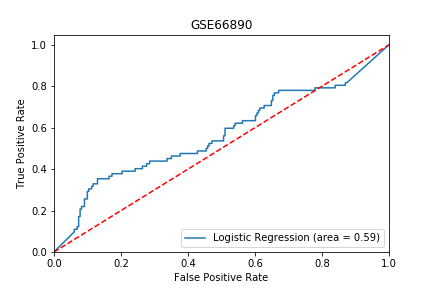 GSE66890
1.0
0.8
0.6
0.4
0.2
0.0
True Positive Rate
Logistic Regression (area = 0.59)
0.0 0.2 0.4 0.6 0.8 1.0
False Positive Rate